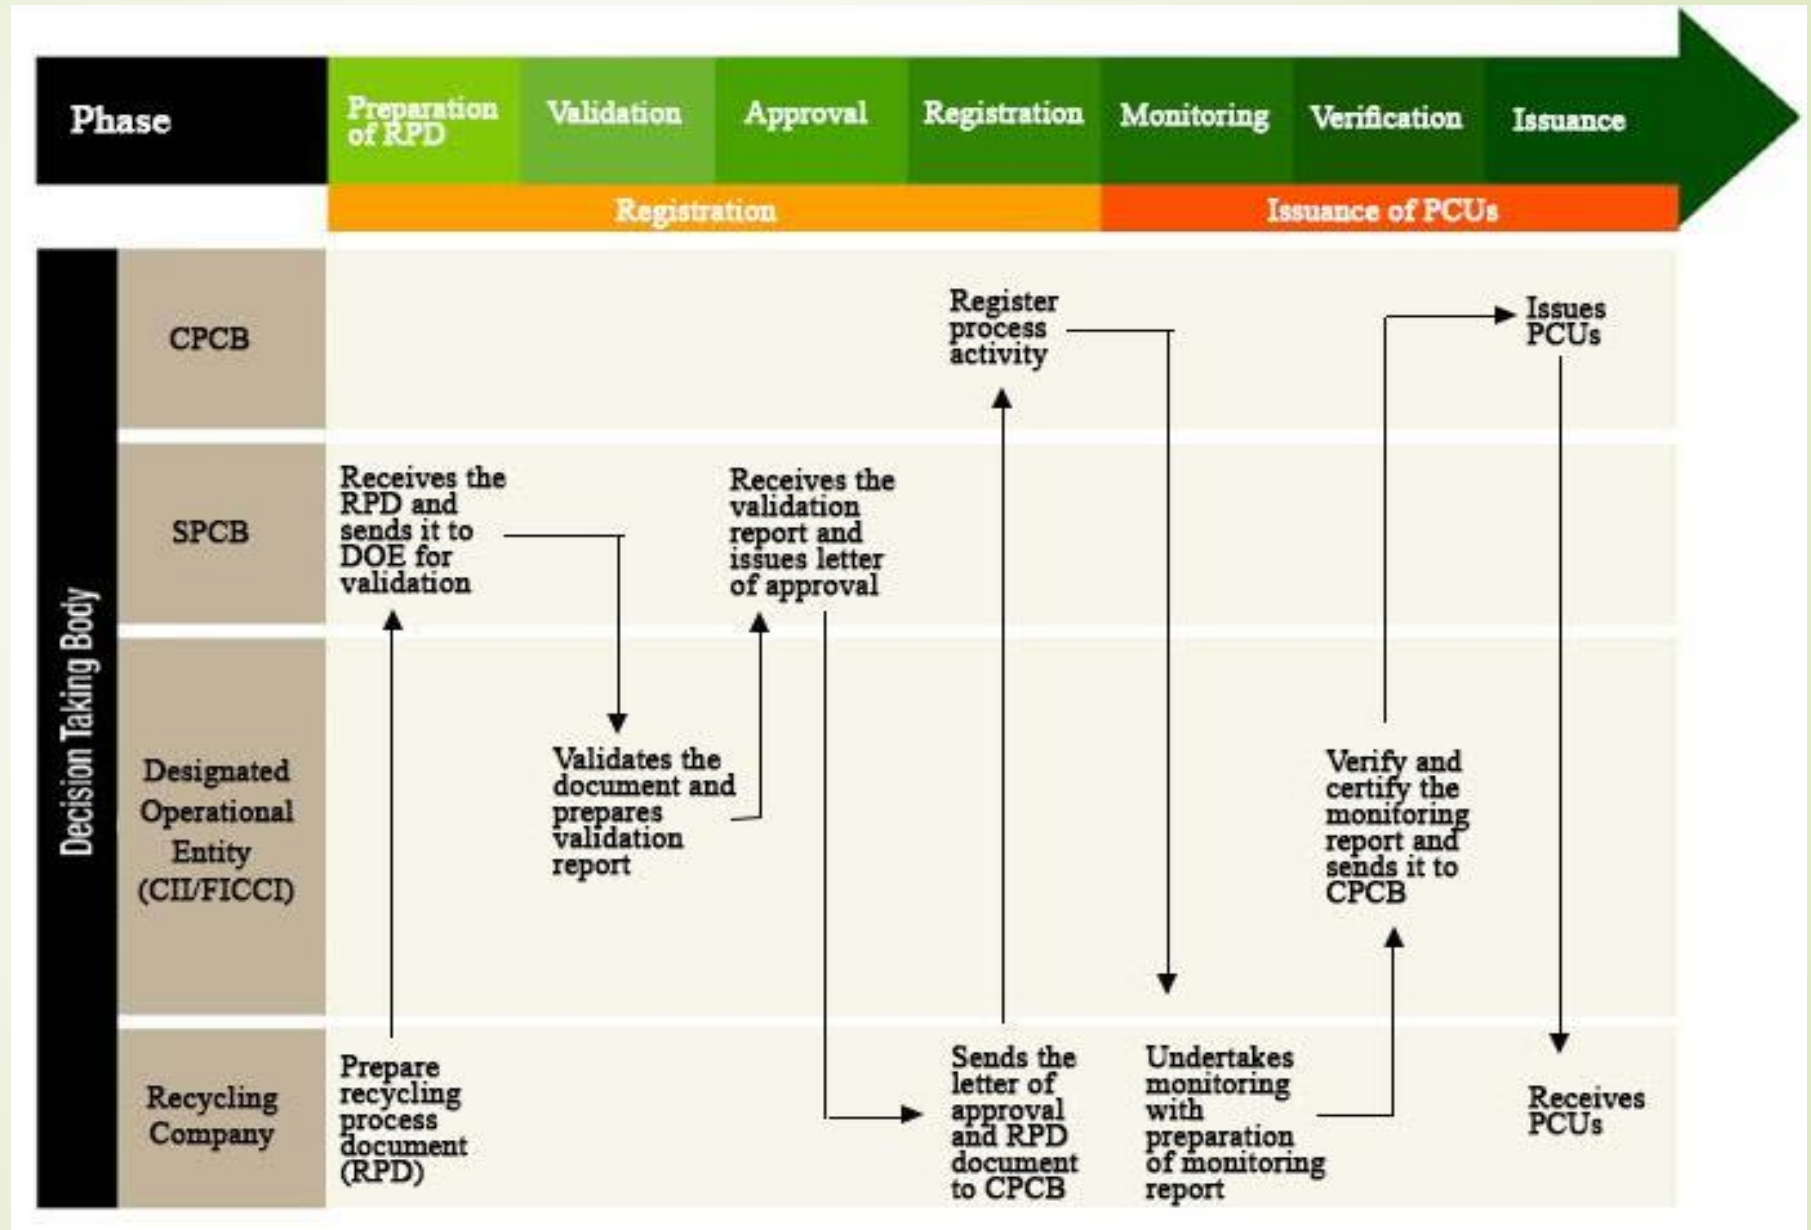 Phase
Preparation
of RPD
Validation
Approval
Registration
Monitoring
Verification
Issuance
Registration
Issuance of PCUs
Decision Taking Body
CPCB
Register
process
activity
Issues
PCUs
SPCB
Receives the
RPD and
sends it to
DOE for
validation
Receives the
validation
report and
issues letter
of approval
Designated
Operational
Entity
(CII/FICCI)
Validates the
document and
prepares
validation
report
Verify and
certify the
monitoring
report and
sends it to
CPCB
Recycling
Company
Prepare
recycling
process
document
(RPD)
Sends the
letter of
approval
and RPD
document
to CPCB
Undertakes
monitoring
with
preparation
of monitoring
report
Receives
PCUs